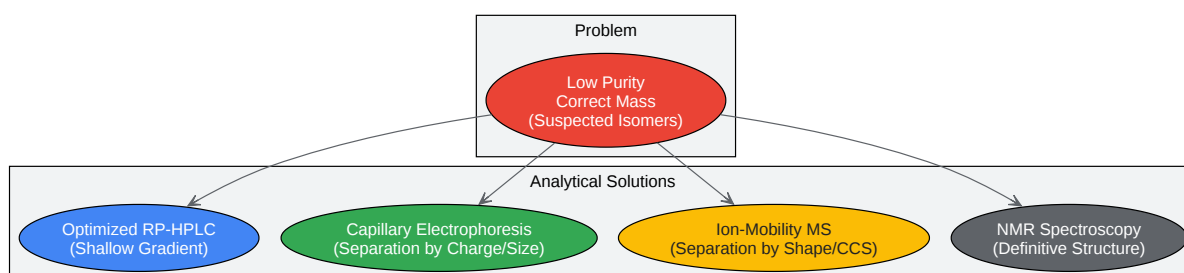 Problem
Low Purity
Correct Mass
(Suspected Isomers)
Analytical Solutions
Optimized RP-HPLC
(Shallow Gradient)
Capillary Electrophoresis
(Separation by Charge/Size)
Ion-Mobility MS
(Separation by Shape/CCS)
NMR Spectroscopy
(Definitive Structure)